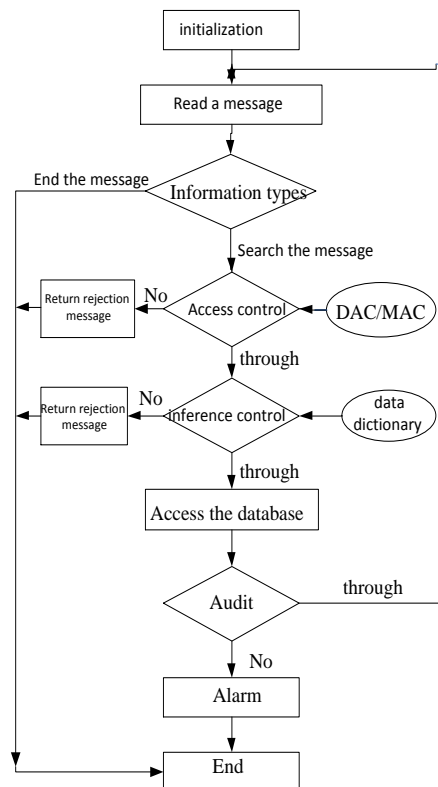 initialization
Read a message
End the message
Information types
Search the message
Return rejection
message
No
Access control
DAC/MAC
through
Return rejection
message
No
inference control
data
dictionary
through
Access the database
Audit
through
No
Alarm
End